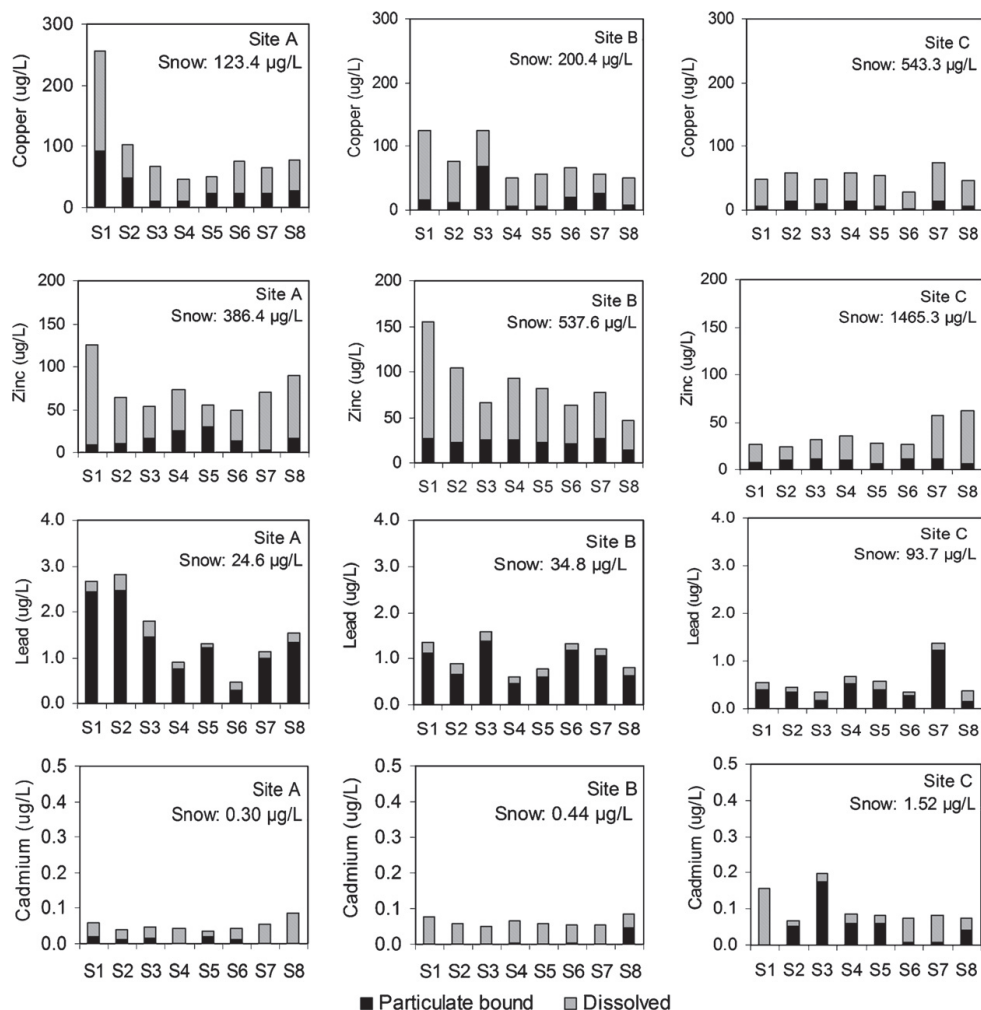 Copper (ug/L)
300
200
100
0
Site A
Snow: 123.4 µg/L
S1 S2 S3 S4 S5 S6 S7 S8
Copper (ug/L)
300
200
100
0
Site B
Snow: 200.4 µg/L
S1 S2 S3 S4 S5 S6 S7 S8
Copper (ug/L)
300
200
100
0
Site C
Snow: 543.3 µg/L
S1 S2 S3 S4 S5 S6 S7 S8
Zinc (ug/L)
200
150
100
50
0
Site A
Snow: 386.4 µg/L
S1 S2 S3 S4 S5 S6 S7 S8
Zinc (ug/L)
200
150
100
50
0
Site B
Snow: 537.6 µg/L
S1 S2 S3 S4 S5 S6 S7 S8
Zinc (ug/L)
200
150
100
50
0
Site C
Snow: 1465.3 µg/L
S1 S2 S3 S4 S5 S6 S7 S8
Lead (ug/L)
4.0
3.0
2.0
1.0
0.0
Site A
Snow: 24.6 µg/L
S1 S2 S3 S4 S5 S6 S7 S8
Lead (ug/L)
4.0
3.0
2.0
1.0
0.0
Site B
Snow: 34.8 µg/L
S1 S2 S3 S4 S5 S6 S7 S8
Lead (ug/L)
4.0
3.0
2.0
1.0
0.0
Site C
Snow: 93.7 µg/L
S1 S2 S3 S4 S5 S6 S7 S8
Cadmium (ug/L)
0.5
0.4
0.3
0.2
0.1
0.0
Site A
Snow: 0.30 µg/L
S1 S2 S3 S4 S5 S6 S7 S8
Cadmium (ug/L)
0.5
0.4
0.3
0.2
0.1
0.0
Site B
Snow: 0.44 µg/L
S1 S2 S3 S4 S5 S6 S7 S8
Cadmium (ug/L)
0.5
0.4
0.3
0.2
0.1
0.0
Site C
Snow: 1.52 µg/L
S1 S2 S3 S4 S5 S6 S7 S8
Particulate bound
Dissolved